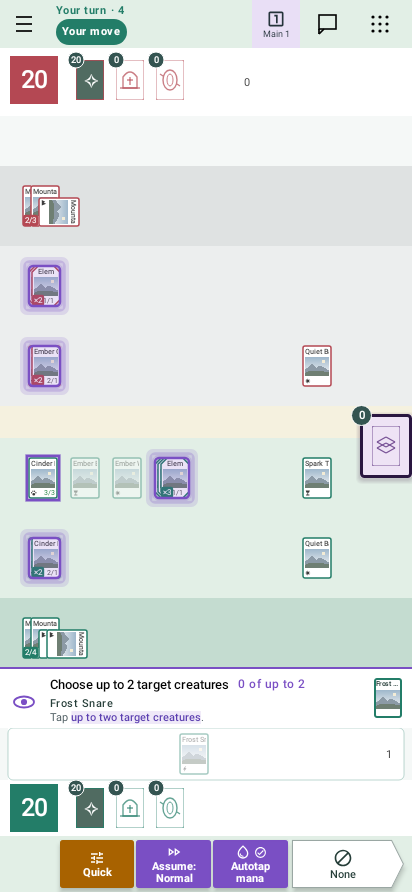 Your turn · 4
Your move
1
Main 1
20
20
0
0
0
M
Mounta
2/3
Mounta
Elem
×2
1/1
Ember
×2
2/1
Quiet B
0
Cinder
3/3
Ember
Ember
Elem
×3
1/1
Spark T
Cinder
×2
2/1
Quiet B
M
Mounta
2/4
Mounta
Choose up to 2 target creatures
0 of up to 2
Frost Snare
Tap up to two target creatures.
Frost ...
Frost Sr
1
20
20
0
0
Quick
Assume:
Normal
Autotap
mana
None